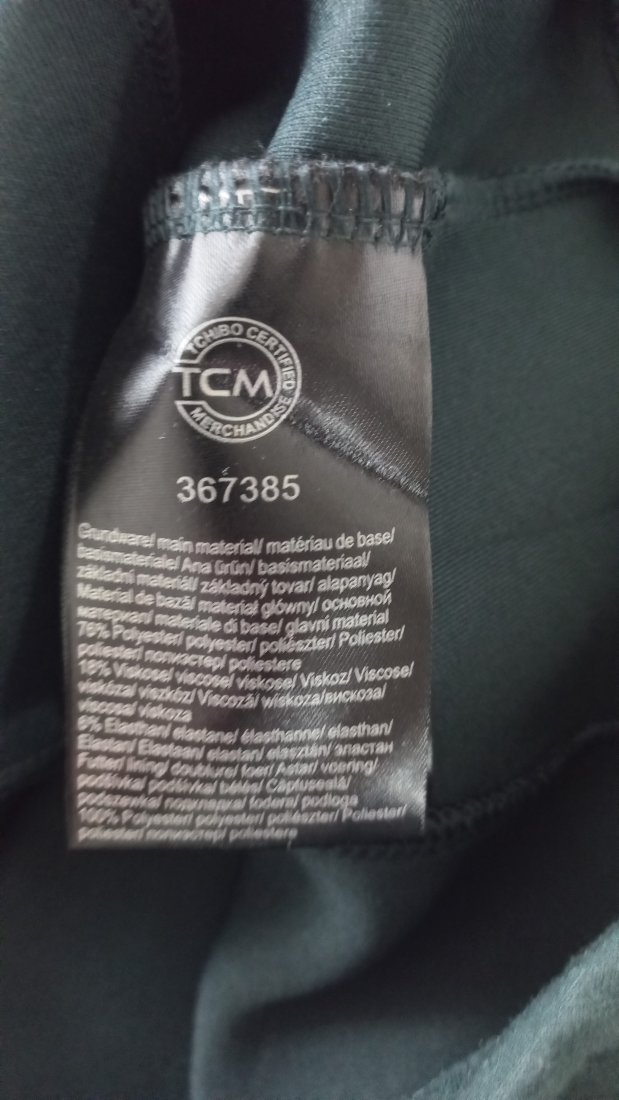 TCHIBO CERTIFIED
TCM
MERCHANDISE
367385
Grundware/ main material/ matériau de base/
basismateriale/ Ana ürün/ basismateriaal/
základní materiál/ základný tovar/ alapanyag/
Material de bază/ materiał główny/ основной
материал/ materiale di base/ glavni material
76% Polyester/ polyester/ poliészter/ Poliester/
poliester/ полиэстер/ poliestere
18% Viskose/ viscose/ viskose/ Viskoz/ Viscose/
viskóza/ viszkóz/ Viscoză/ wiskoza/вискоза/
viscosa/ viskoza
6% Elasthan/ elastane/ élasthanne/ elasthan/
Elastan/ Elastaan/ elastan/ elasztán/ эластан
Futter/ lining/ doublure/ foer/ Astar/ voering/
podšívka/ podšívka/ bélés/ Căptuşeală/
podszewka/ подкладка/ fodera/ podloga
100% Polyester/ polyester/ poliészter/ Poliester/
poliester/ полиэстер/ poliestere